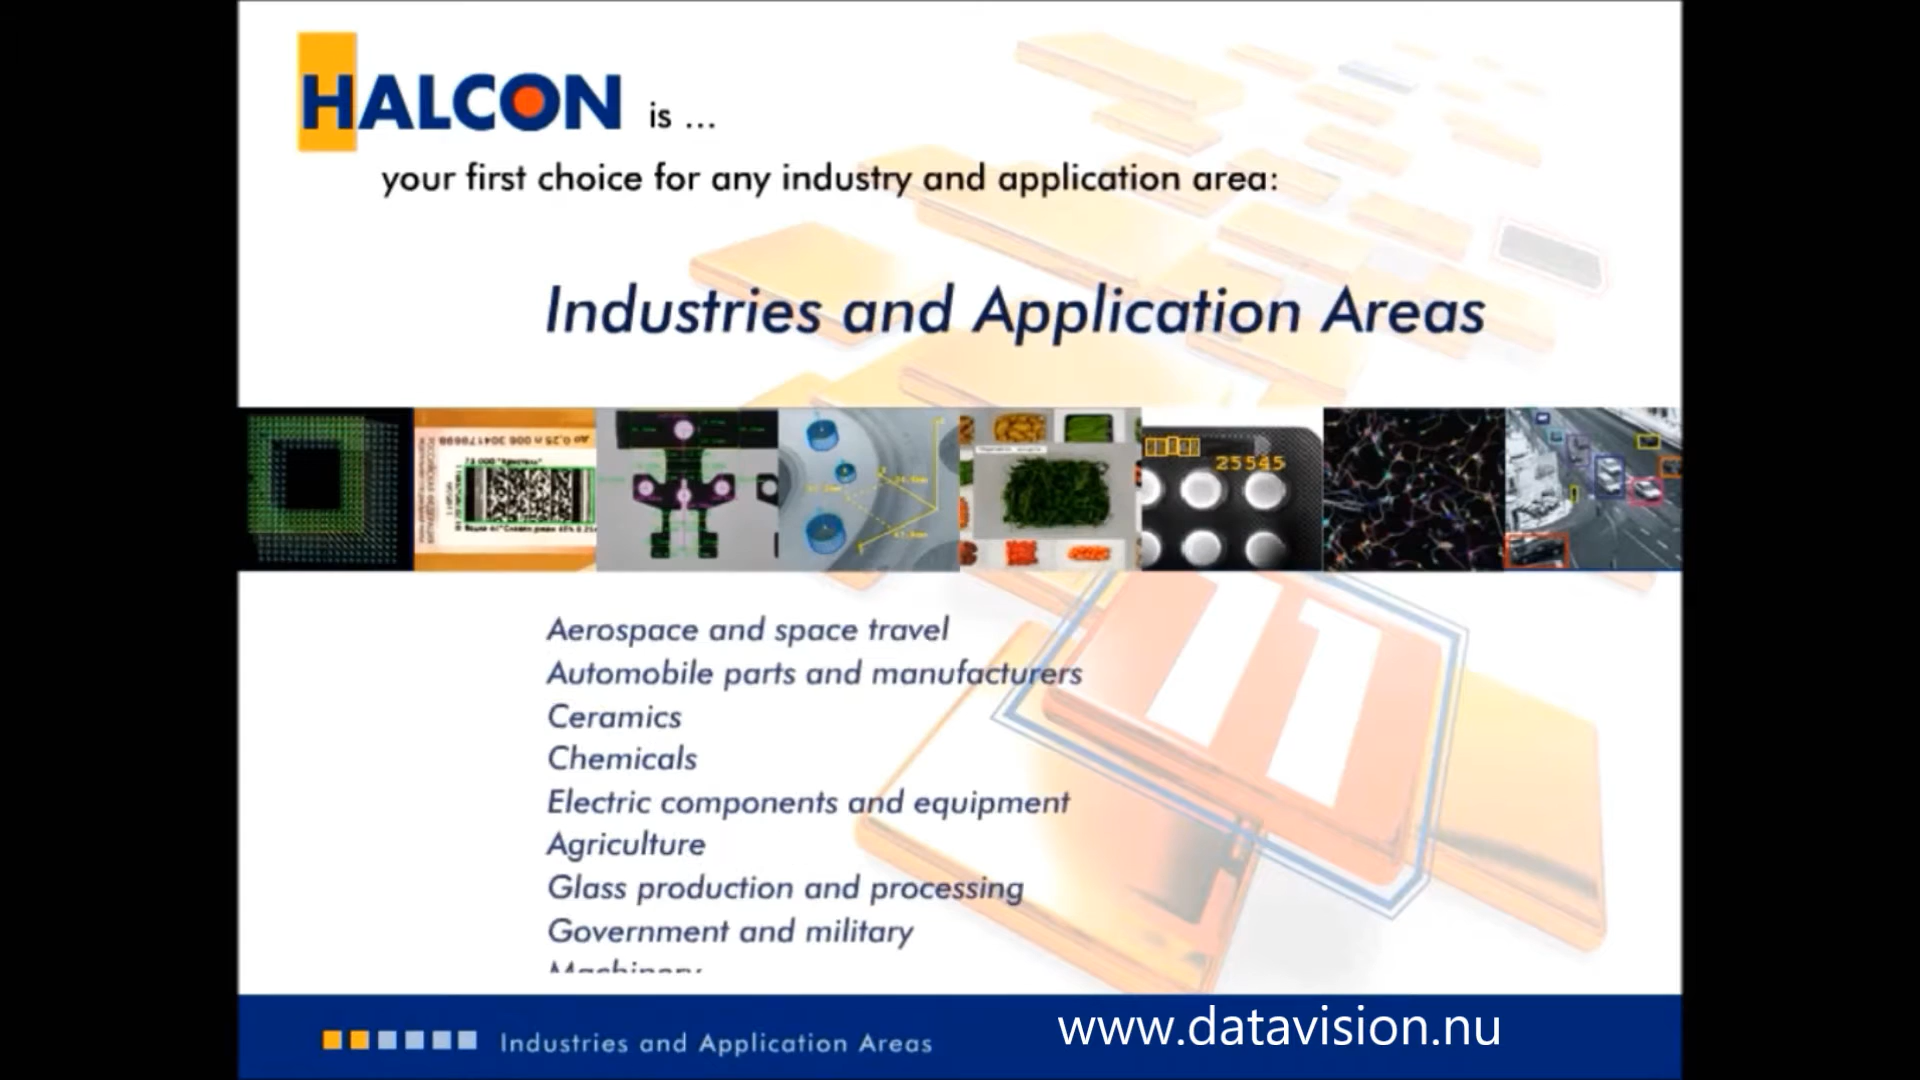 HALCON is ...
your first choice for any industry and application area:
Industries and Application Areas
25545
Aerospace and space travel
Automobile parts and manufacturers
Ceramics
Chemicals
Electric components and equipment
Agriculture
Glass production and processing
Government and military
Machinery
11
Industries and Application Areas
www.datavision.nu